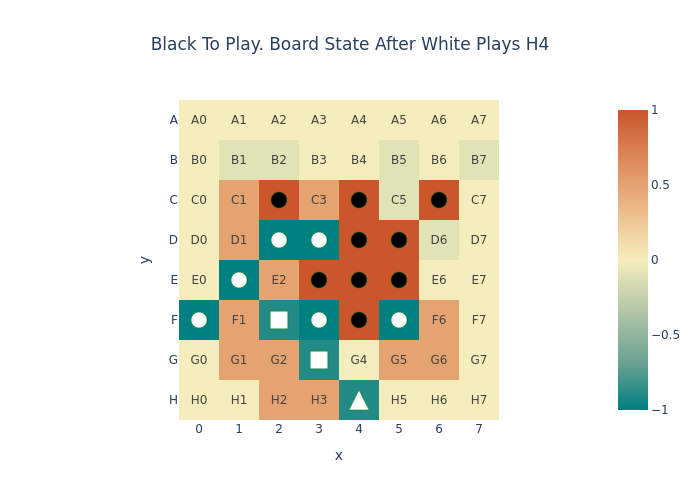 Black To Play. Board State After White Plays H4
A A0 A1 A2 A3 A4 A5 A6 A7
B B0 B1 B2 B3 B4 B5 B6 B7
C C0 C1 C3 C5 C7
D D0 D1 D6 D7
E E0 E2 E6 E7
F F1 F6 F7
G G0 G1 G2 G4 G5 G6 G7
H H0 H1 H2 H3 H5 H6 H7
0 1 2 3 4 5 6 7
x
y
1
0.5
0
−0.5
−1